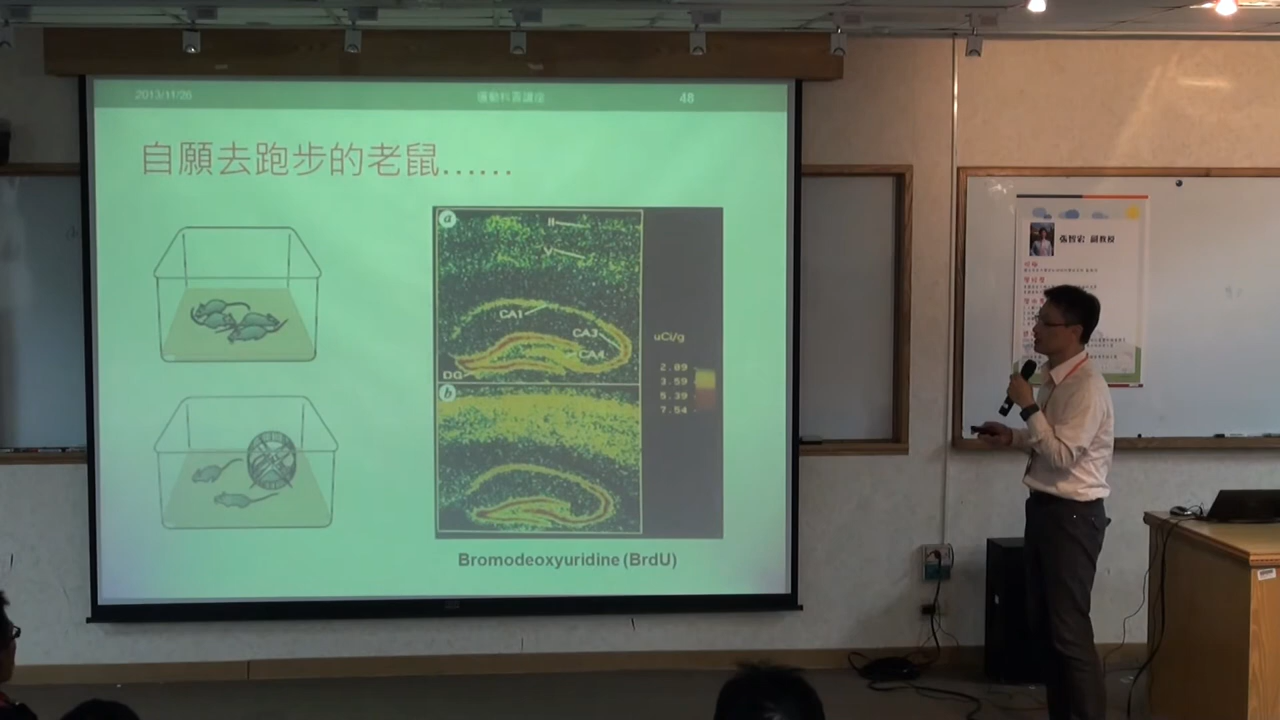 2013/11/26
運動科普講座
48
自願去跑步的老鼠......
a
II
V
CA1
CA3
CA4
DG
b
uCi/g
2.09
3.59
5.39
7.54
Bromodeoxyuridine (BrdU)
張智宏 副教授